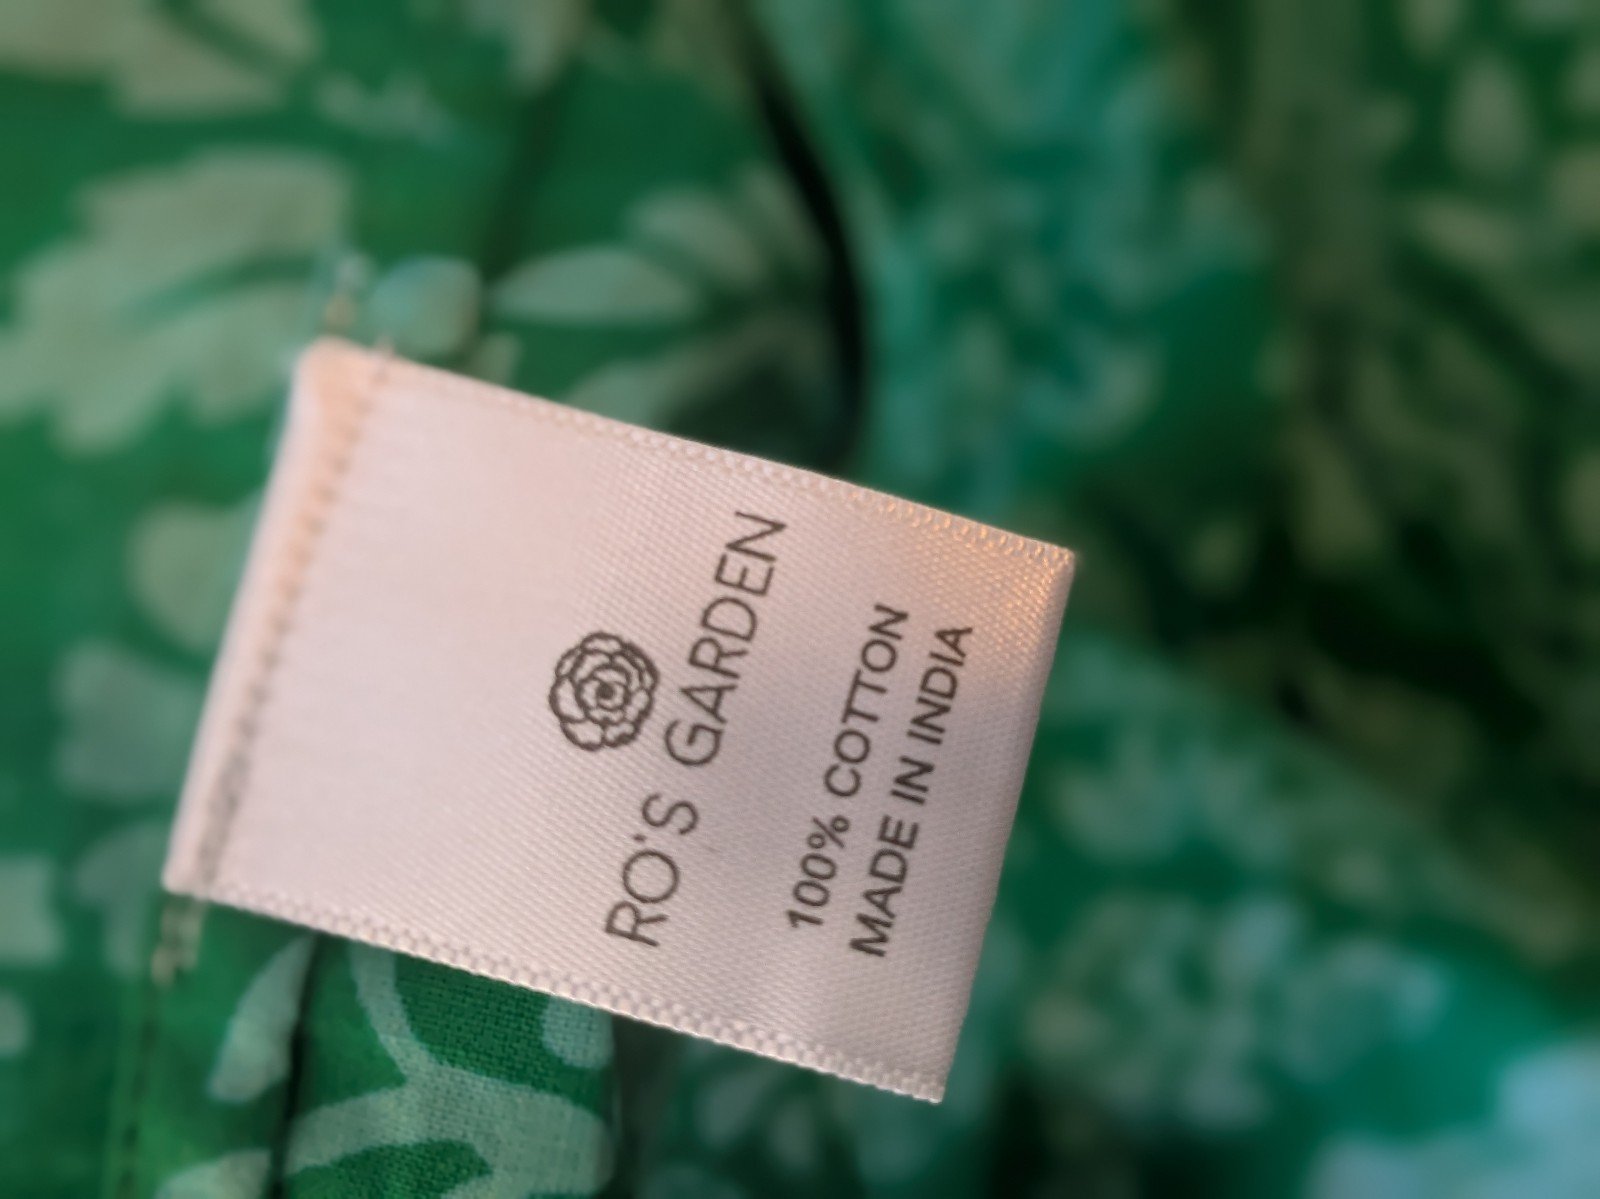 RO'S GARDEN
100% COTTON
MADE IN INDIA